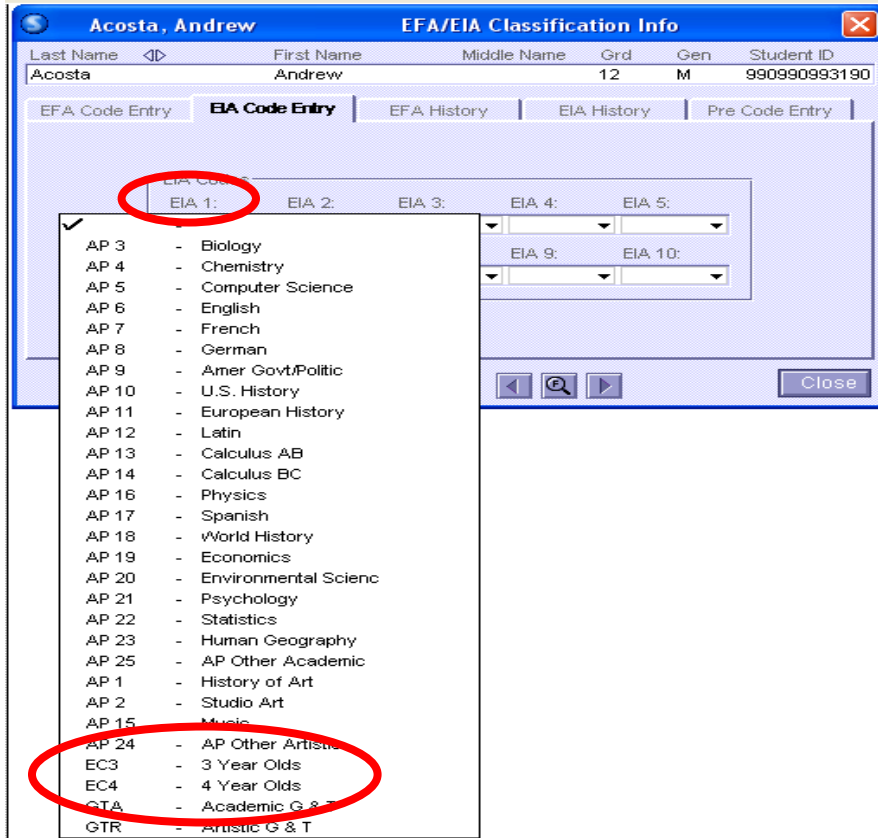 Acosta, Andrew EFA/EIA Classification Info
Last Name First Name Middle Name Grd Gen Student ID
Acosta Andrew 12 M 990990993190
EFA Code Entry EIA Code Entry EFA History EIA History Pre Code Entry
EIA Codes
EIA 1: EIA 2: EIA 3: EIA 4: EIA 5:
EIA 9: EIA 10:
-
AP 3 - Biology
AP 4 - Chemistry
AP 5 - Computer Science
AP 6 - English
AP 7 - French
AP 8 - German
AP 9 - Amer Govt/Politic
AP 10 - U.S. History
AP 11 - European History
AP 12 - Latin
AP 13 - Calculus AB
AP 14 - Calculus BC
AP 16 - Physics
AP 17 - Spanish
AP 18 - World History
AP 19 - Economics
AP 20 - Environmental Scienc
AP 21 - Psychology
AP 22 - Statistics
AP 23 - Human Geography
AP 25 - AP Other Academic
AP 1 - History of Art
AP 2 - Studio Art
AP 15 - Music
AP 24 - AP Other Artistic
EC3 - 3 Year Olds
EC4 - 4 Year Olds
GTA - Academic G & T
GTR - Artistic G & T
Close